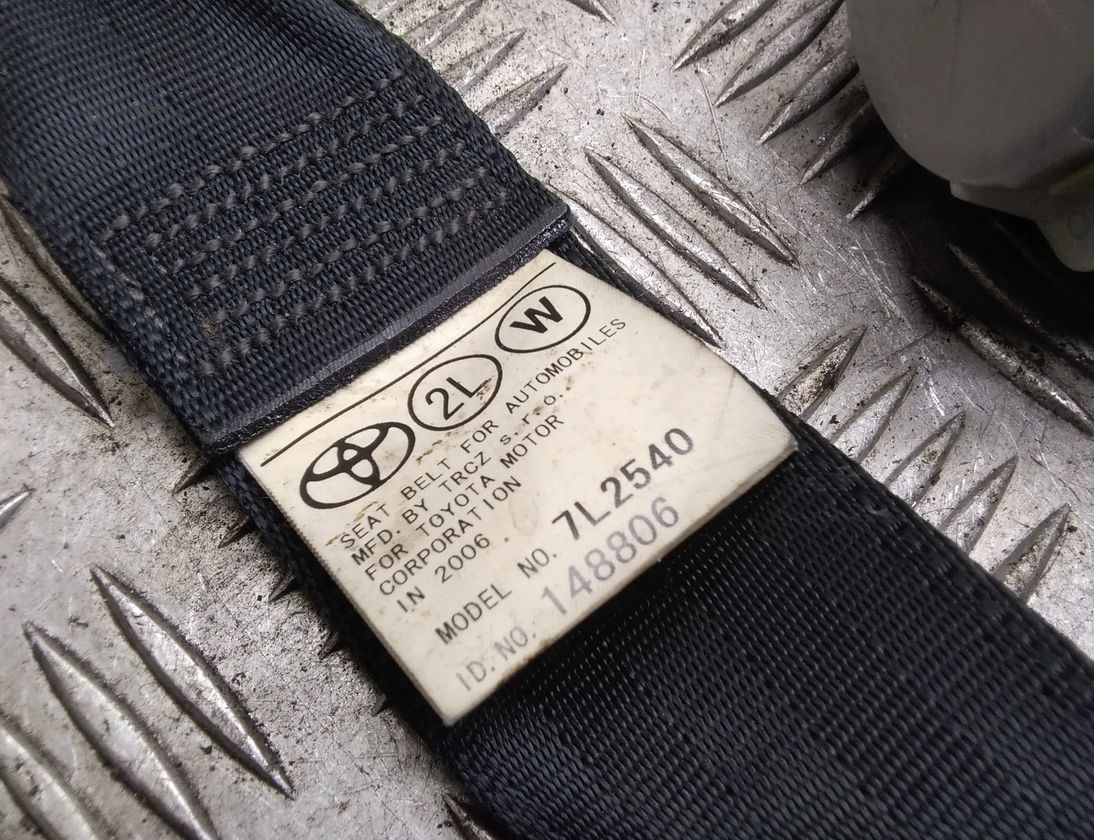 2L W
SEAT BELT FOR AUTOMOBILES
MFD. BY TRCZ s.r.o.
FOR TOYOTA MOTOR
CORPORATION
IN 2006.
MODEL NO. 7L2540
ID. NO. 148806